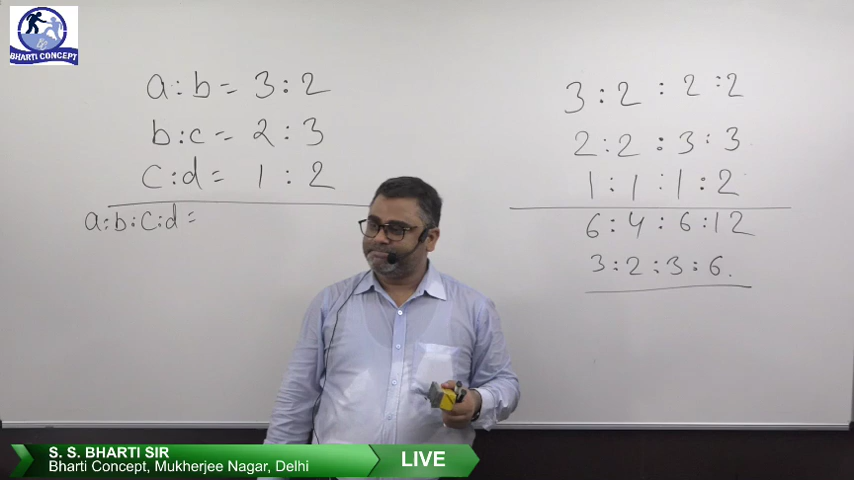 BHARTI CONCEPT
a:b = 3:2
b:c = 2:3
c:d = 1:2
a:b:c:d =
3:2:2:2
2:2:3:3
1:1:1:2
6:4:6:12
3:2:3:6.
S. S. BHARTI SIR
Bharti Concept, Mukherjee Nagar, Delhi
LIVE